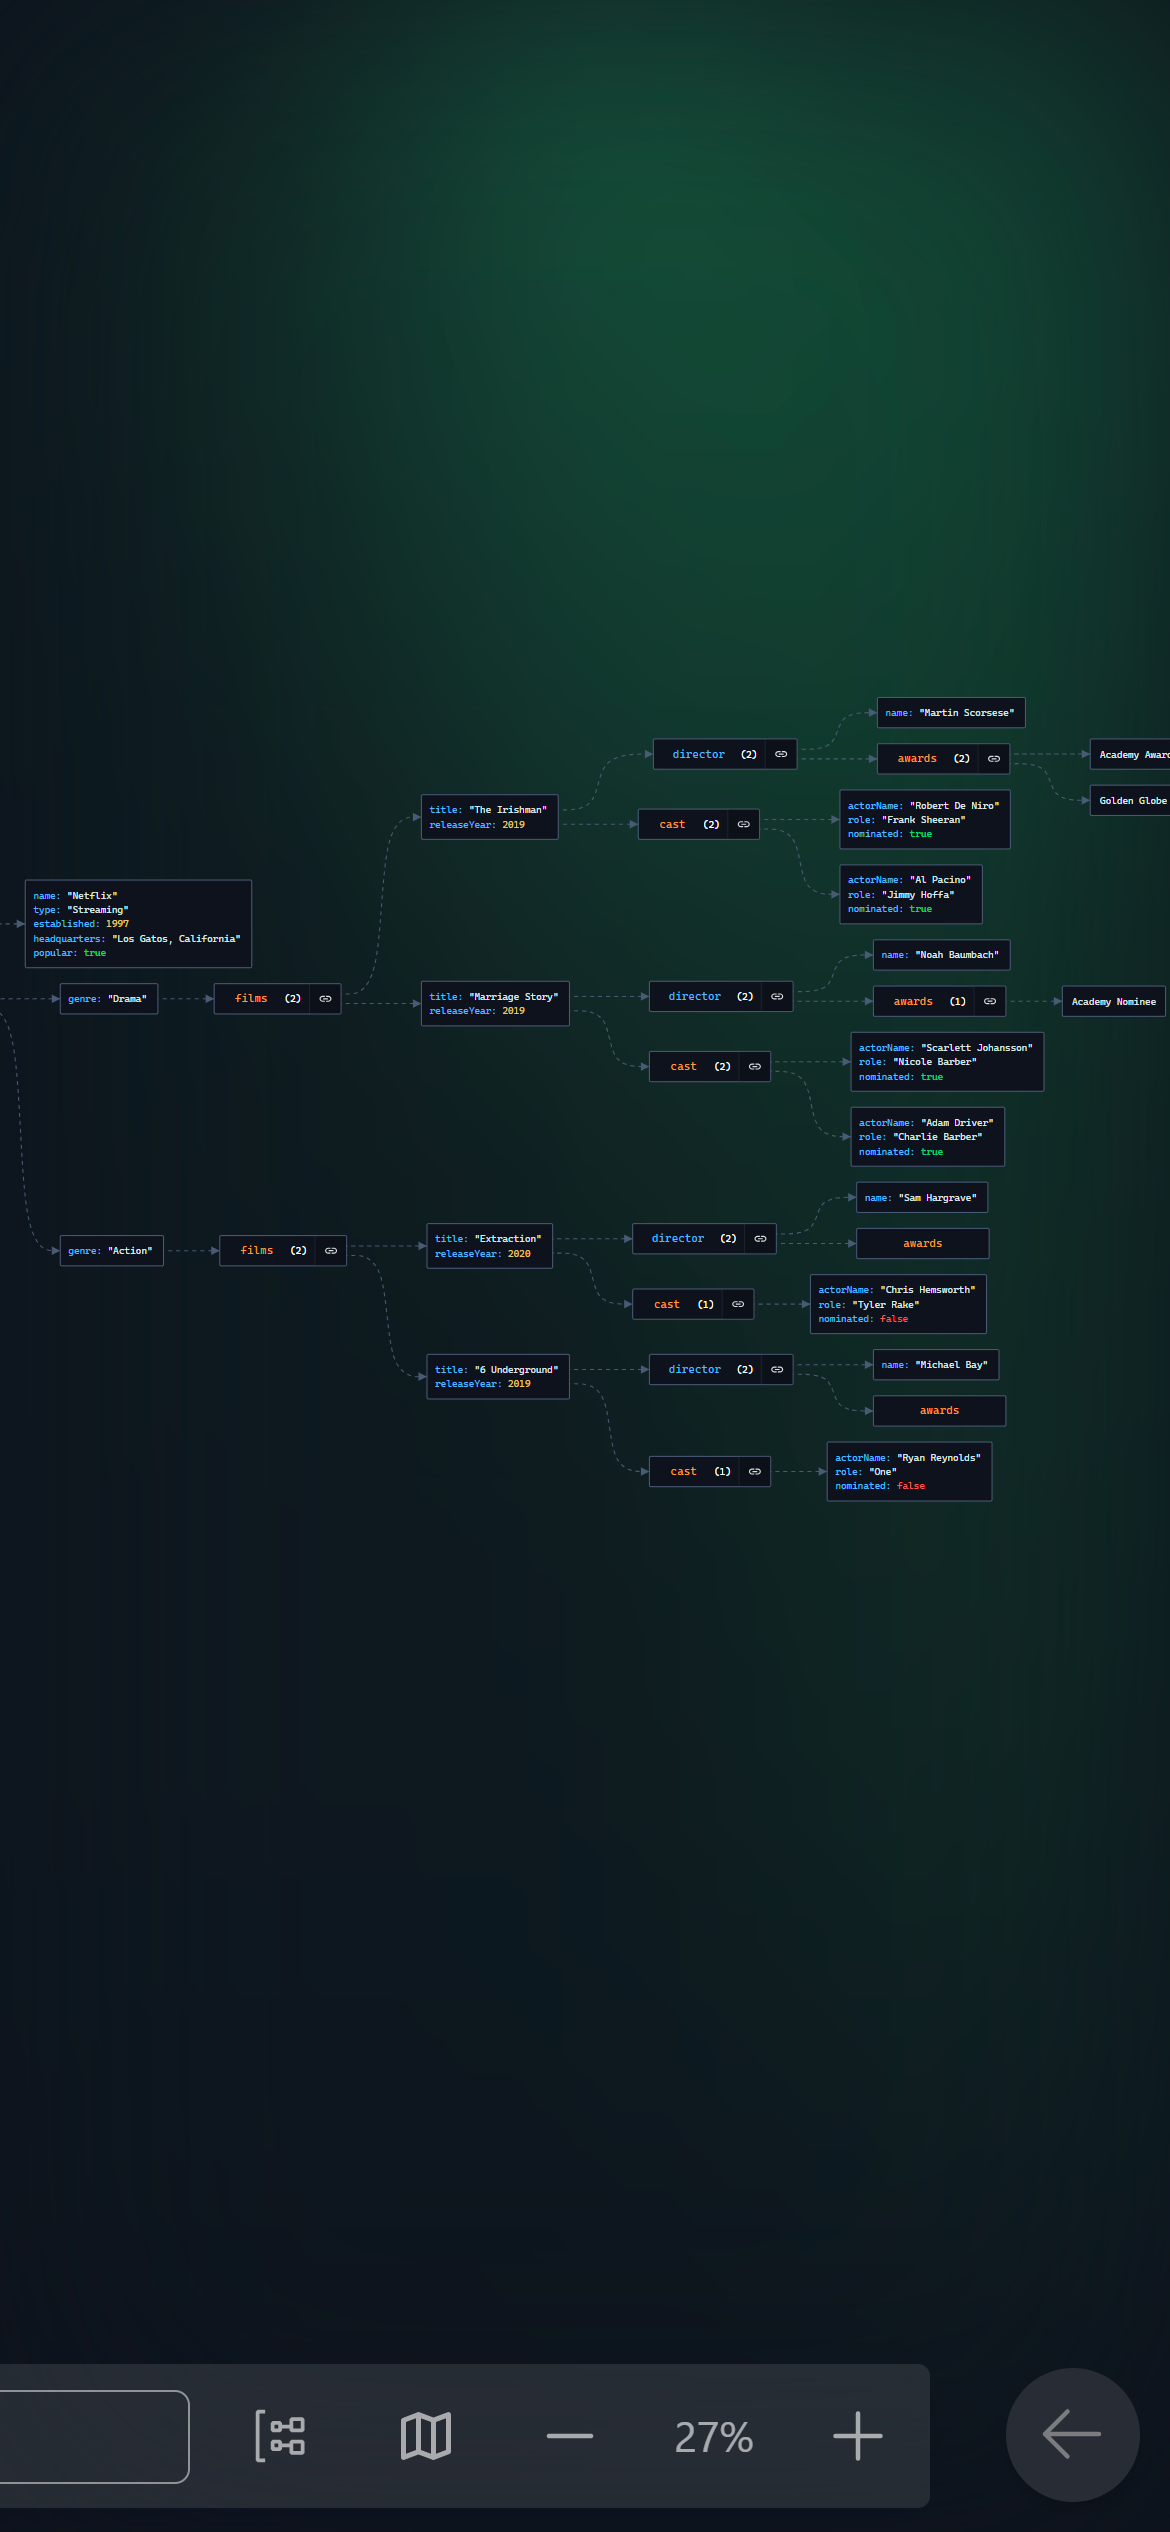 name: "Martin Scorsese"
director (2)
awards (2)
Academy Awar
Golden Globe
title: "The Irishman"
releaseYear: 2019
cast (2)
actorName: "Robert De Niro"
role: "Frank Sheeran"
nominated: true
actorName: "Al Pacino"
role: "Jimmy Hoffa"
nominated: true
name: "Netflix"
type: "Streaming"
established: 1997
headquarters: "Los Gatos, California"
popular: true
genre: "Drama"
films (2)
title: "Marriage Story"
releaseYear: 2019
director (2)
name: "Noah Baumbach"
awards (1)
Academy Nominee
cast (2)
actorName: "Scarlett Johansson"
role: "Nicole Barber"
nominated: true
actorName: "Adam Driver"
role: "Charlie Barber"
nominated: true
genre: "Action"
films (2)
title: "Extraction"
releaseYear: 2020
director (2)
name: "Sam Hargrave"
awards
cast (1)
actorName: "Chris Hemsworth"
role: "Tyler Rake"
nominated: false
title: "6 Underground"
releaseYear: 2019
director (2)
name: "Michael Bay"
awards
cast (1)
actorName: "Ryan Reynolds"
role: "One"
nominated: false
27%